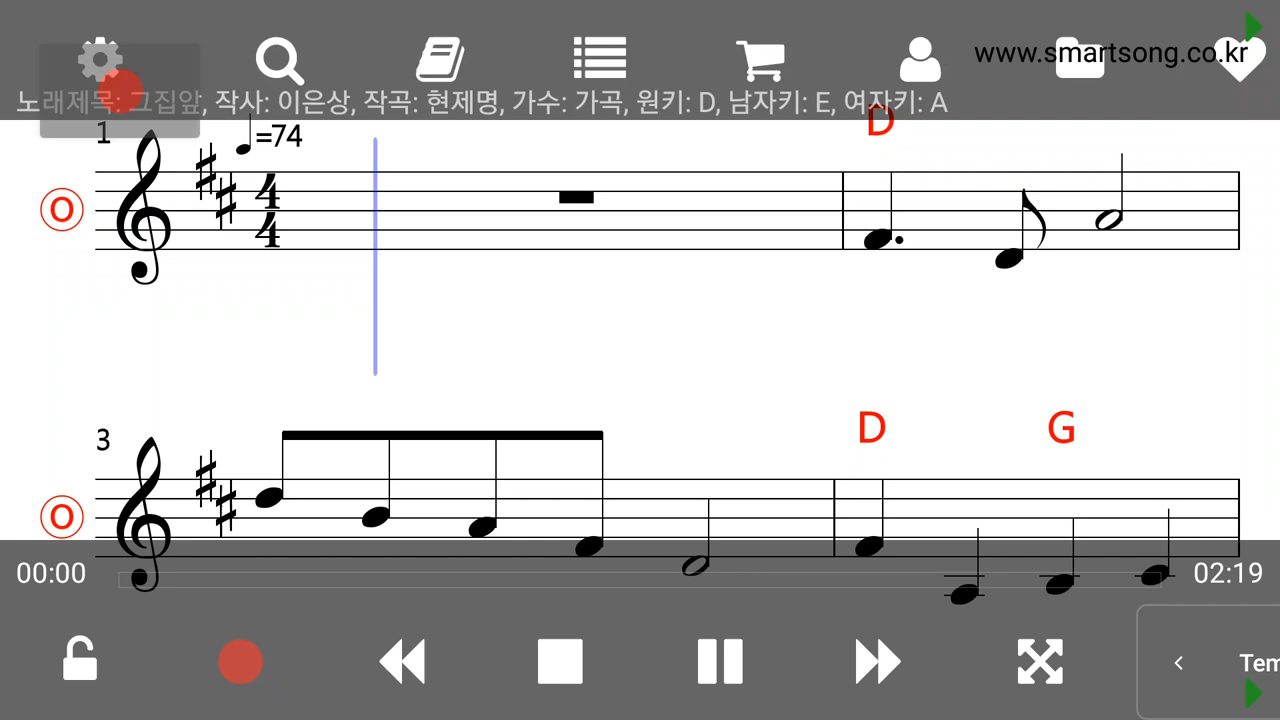 www.smartsong.co.kr
노래제목: 그집앞, 작사: 이은상, 작곡: 현제명, 가수: 가곡, 원키: D, 남자키: E, 여자키: A
1
=74
D
4
4
O
3
D G
O
00:00 02:19
Tem